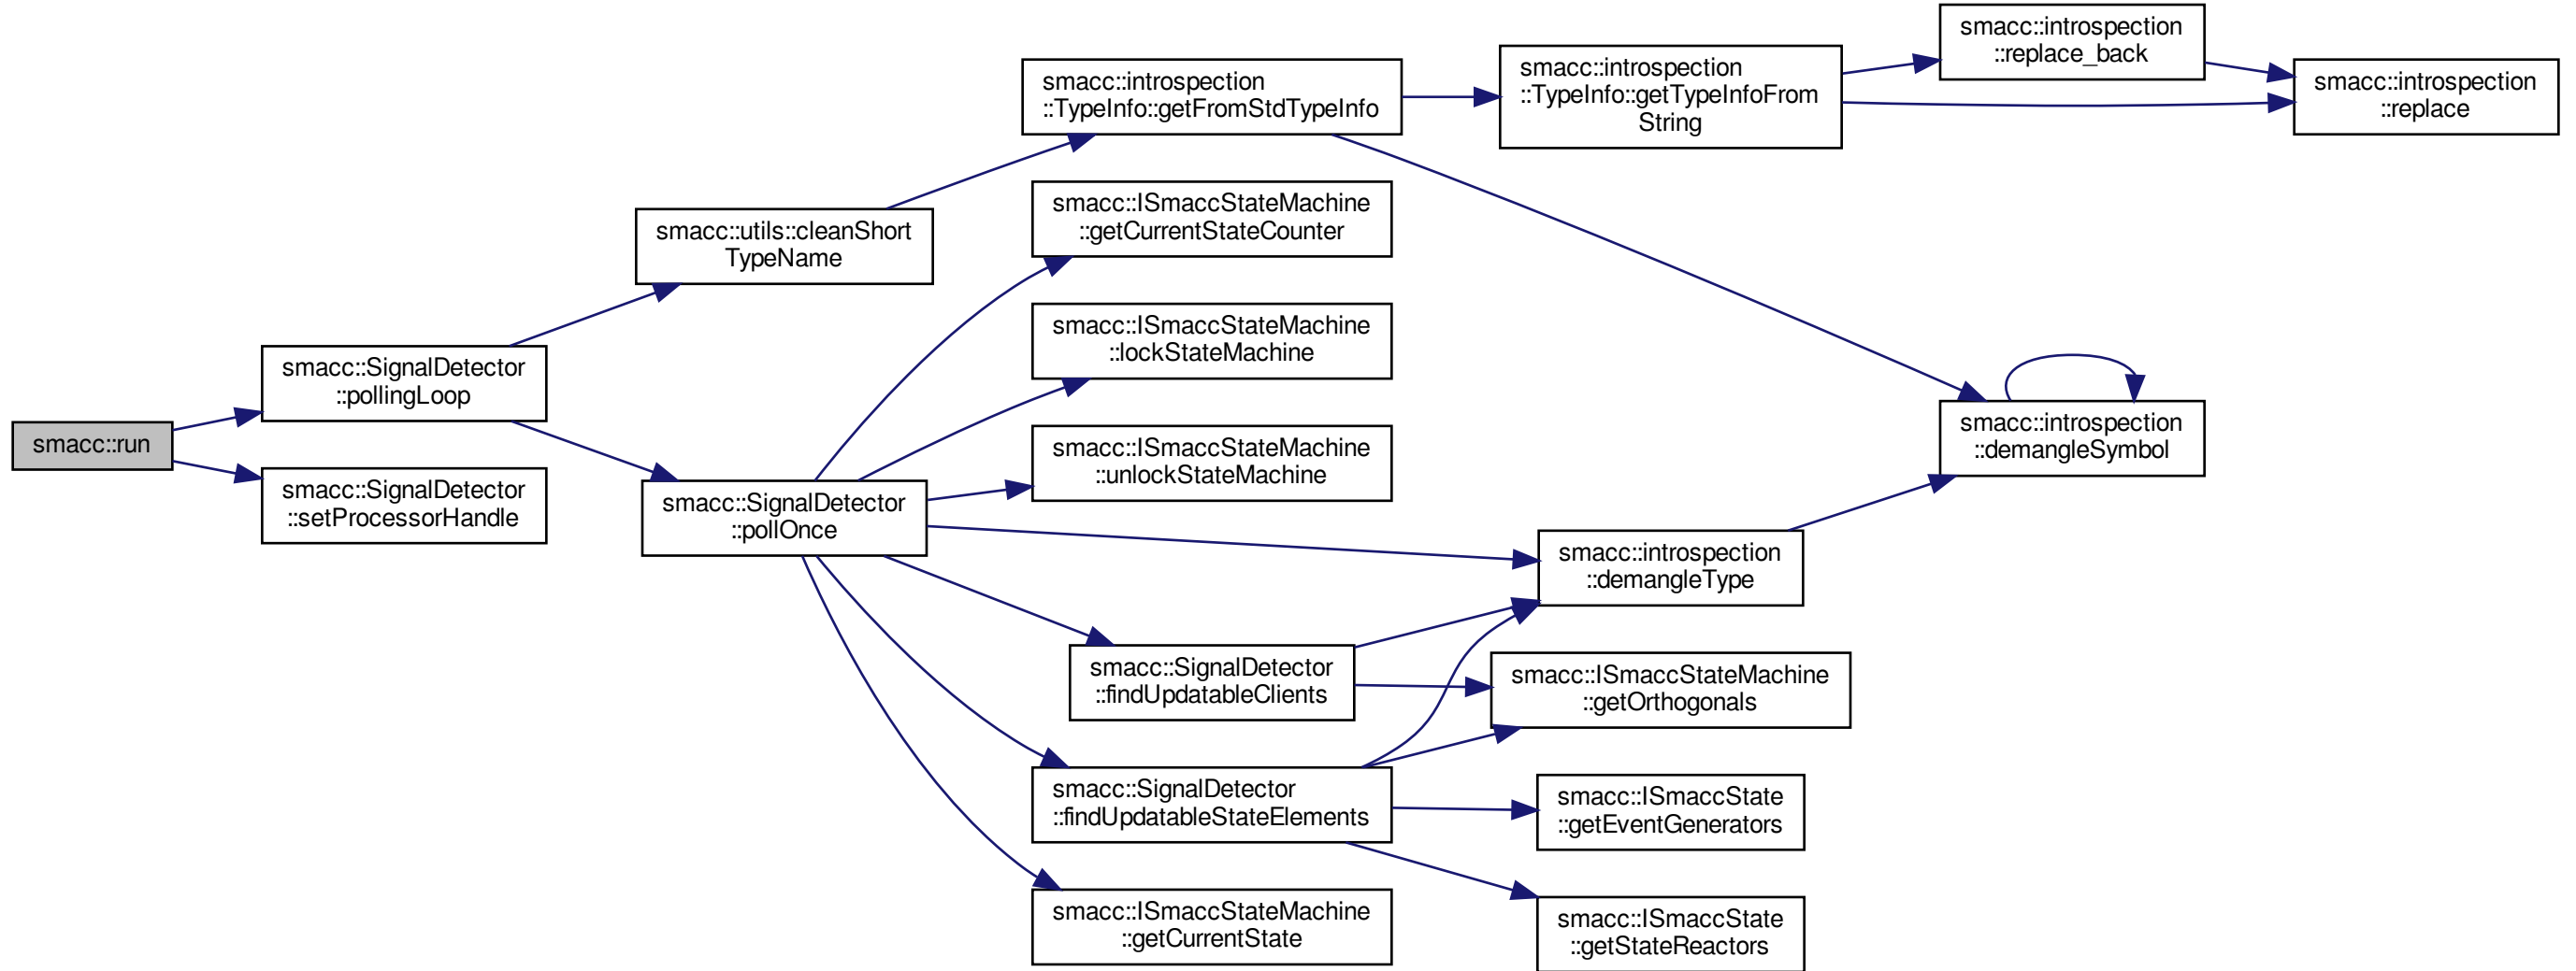 smacc::run
smacc::SignalDetector
::pollingLoop
smacc::SignalDetector
::setProcessorHandle
smacc::utils::cleanShort
TypeName
smacc::SignalDetector
::pollOnce
smacc::introspection
::TypeInfo::getFromStdTypeInfo
smacc::ISmaccStateMachine
::getCurrentStateCounter
smacc::ISmaccStateMachine
::lockStateMachine
smacc::ISmaccStateMachine
::unlockStateMachine
smacc::SignalDetector
::findUpdatableClients
smacc::SignalDetector
::findUpdatableStateElements
smacc::ISmaccStateMachine
::getCurrentState
smacc::introspection
::TypeInfo::getTypeInfoFrom
String
smacc::introspection
::demangleType
smacc::ISmaccStateMachine
::getOrthogonals
smacc::ISmaccState
::getEventGenerators
smacc::ISmaccState
::getStateReactors
smacc::introspection
::replace_back
smacc::introspection
::demangleSymbol
smacc::introspection
::replace